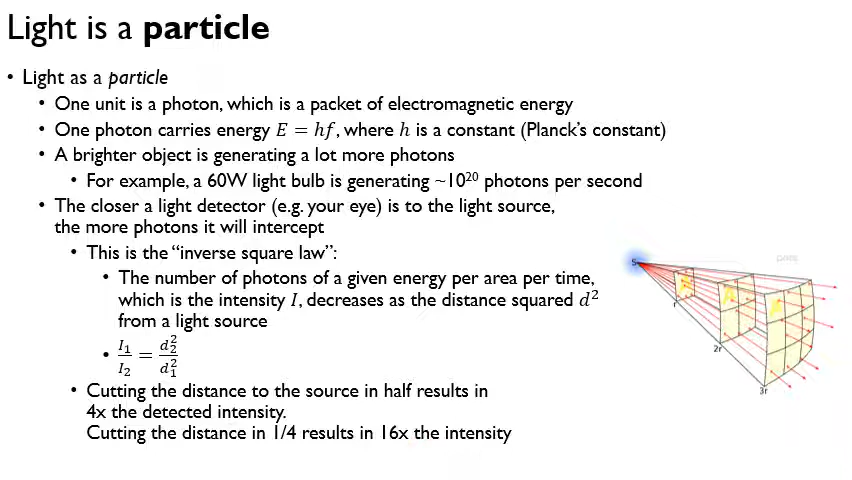 Light is a particle
• Light as a particle
• One unit is a photon, which is a packet of electromagnetic energy
• One photon carries energy E = hf, where h is a constant (Planck's constant)
• A brighter object is generating a lot more photons
• For example, a 60W light bulb is generating ~10²⁰ photons per second
• The closer a light detector (e.g. your eye) is to the light source,
the more photons it will intercept
• This is the "inverse square law":
• The number of photons of a given energy per area per time,
which is the intensity I, decreases as the distance squared d²
from a light source
• I₁/I₂ = d₂²/d₁²
• Cutting the distance to the source in half results in
4x the detected intensity.
Cutting the distance in 1/4 results in 16x the intensity
S
A
A
A
r
2r
3r